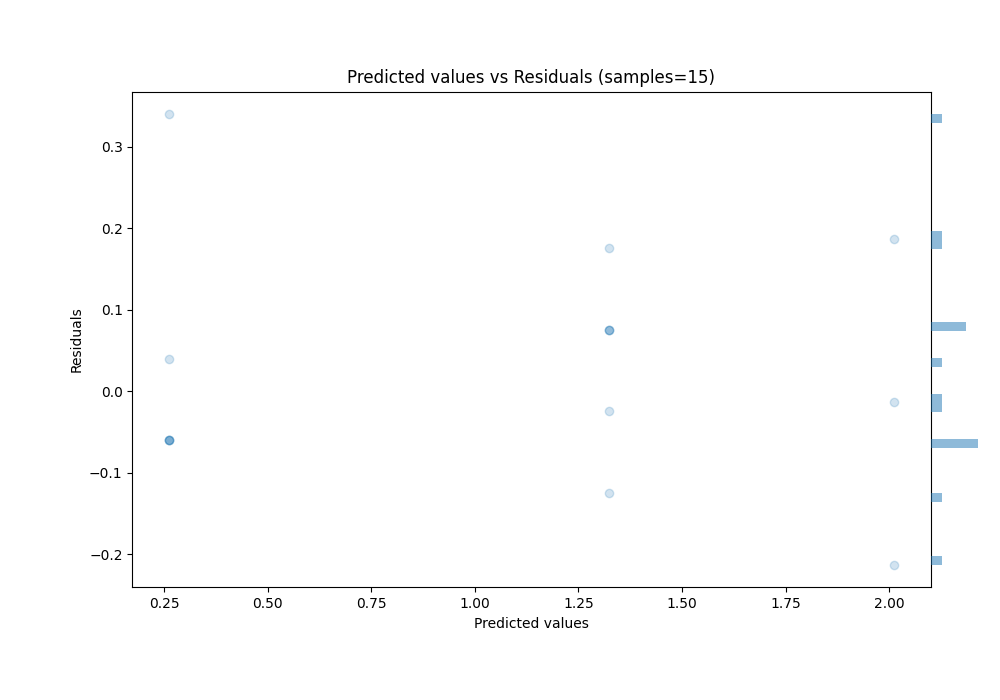 Predicted values vs Residuals (samples=15)
0.3
0.2
0.1
0.0
−0.1
−0.2
Residuals
0.25 0.50 0.75 1.00 1.25 1.50 1.75 2.00
Predicted values